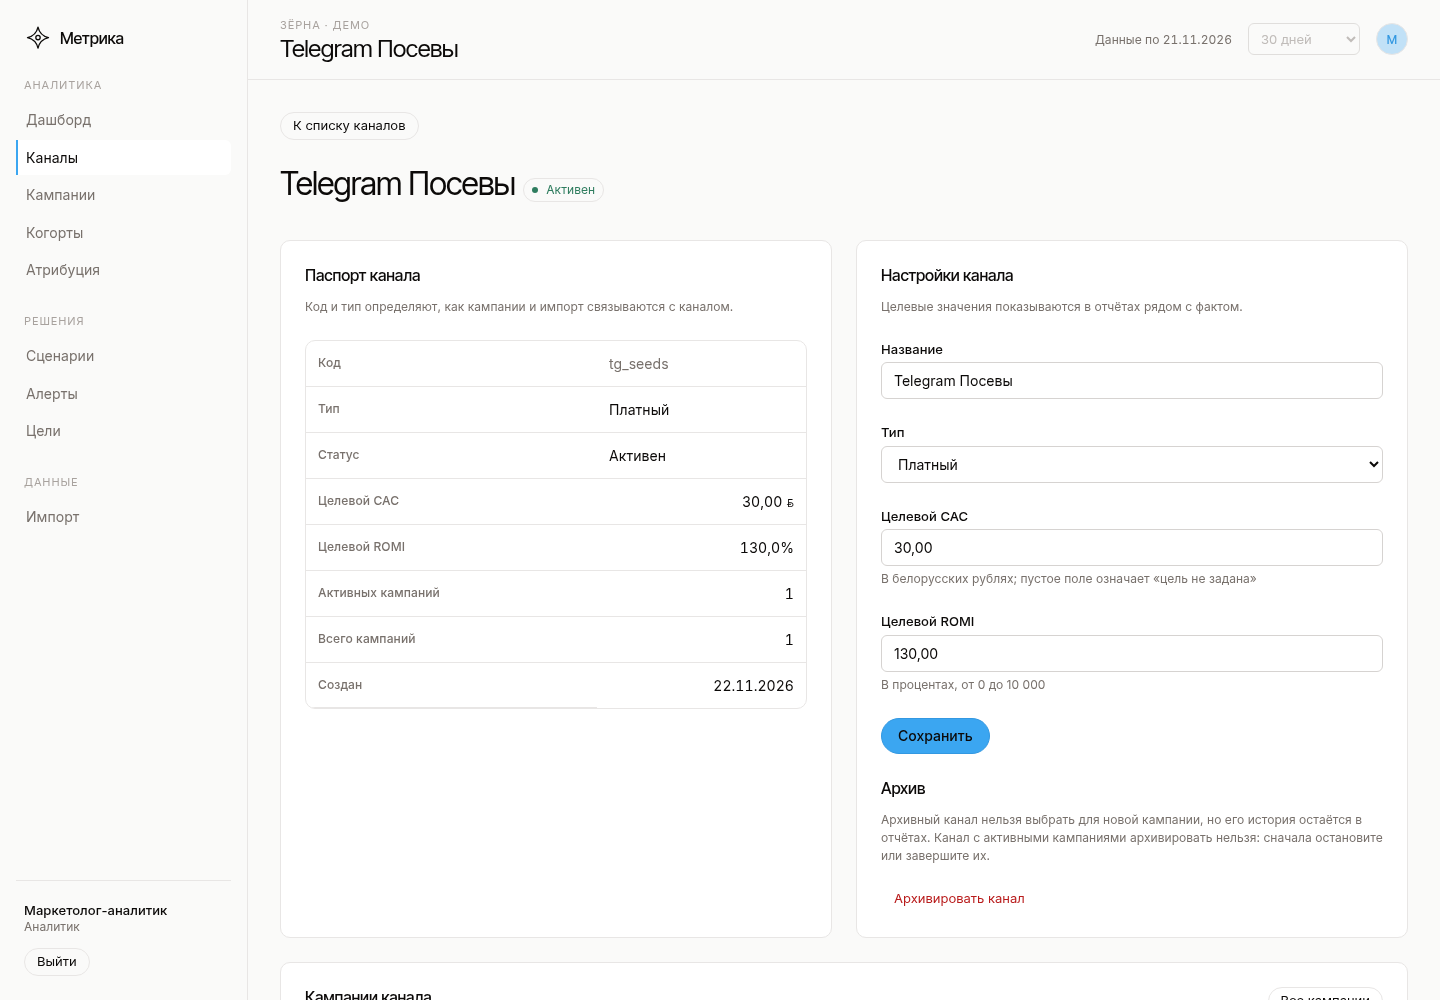 Метрика
АНАЛИТИКА
Дашборд
Каналы
Кампании
Когорты
Атрибуция
РЕШЕНИЯ
Сценарии
Алерты
Цели
ДАННЫЕ
Импорт
Маркетолог-аналитик
Аналитик
Выйти
ЗЁРНА · ДЕМО
Telegram Посевы
Данные по 21.11.2026
30 дней
М
К списку каналов
Telegram Посевы
Активен
Паспорт канала
Код и тип определяют, как кампании и импорт связываются с каналом.
Код tg_seeds
Тип Платный
Статус Активен
Целевой CAC 30,00
Целевой ROMI 130,0%
Активных кампаний 1
Всего кампаний 1
Создан 22.11.2026
Настройки канала
Целевые значения показываются в отчётах рядом с фактом.
Название
Telegram Посевы
Тип
Платный
Целевой CAC
30,00
В белорусских рублях; пустое поле означает «цель не задана»
Целевой ROMI
130,00
В процентах, от 0 до 10 000
Сохранить
Архив
Архивный канал нельзя выбрать для новой кампании, но его история остаётся в
отчётах. Канал с активными кампаниями архивировать нельзя: сначала остановите
или завершите их.
Архивировать канал
Кампании канала
Все кампании